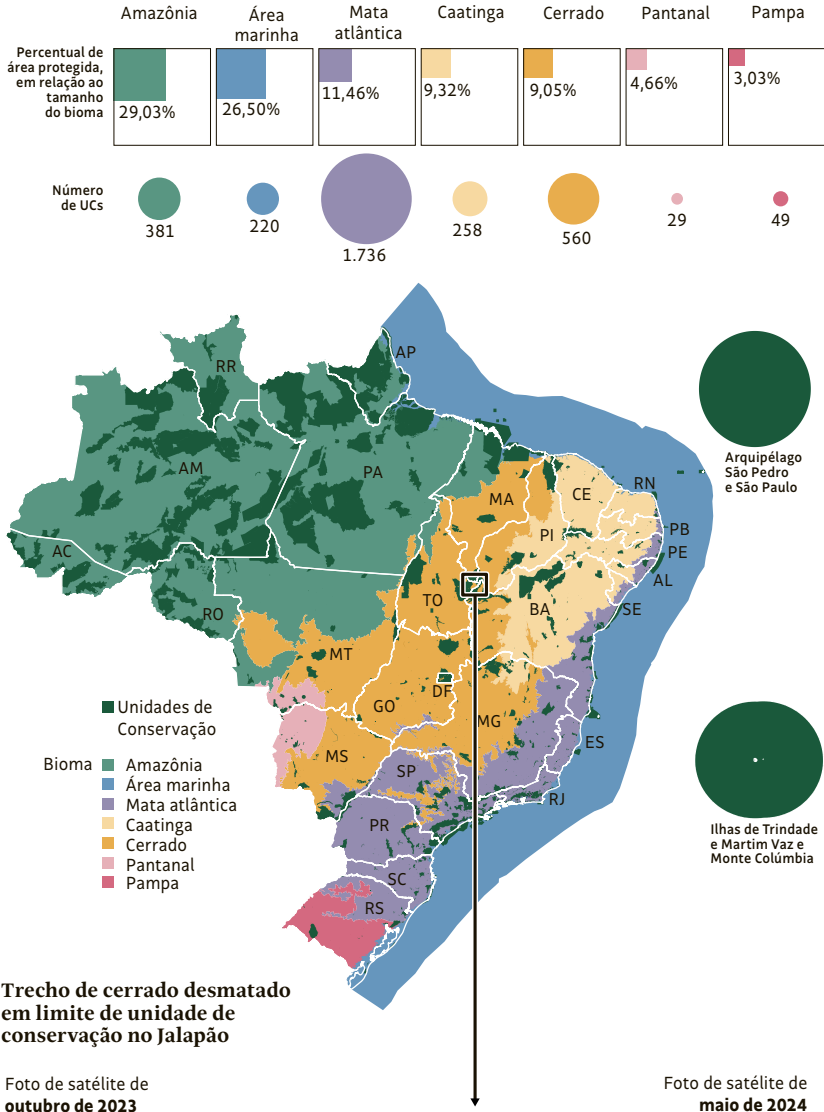 Amazônia
Área
marinha
Mata
atlântica
Caatinga
Cerrado
Pantanal
Pampa
Percentual de
área protegida,
em relação ao
tamanho
do bioma
29,03%
26,50%
11,46%
9,32%
9,05%
4,66%
3,03%
Número
de UCs
381
220
1.736
258
560
29
49
AP
RR
AM
PA
AC
RO
MT
TO
MA
PI
CE
RN
PB
PE
AL
SE
BA
DF
GO
MG
MS
SP
ES
RJ
PR
SC
RS
Arquipélago
São Pedro
e São Paulo
Ilhas de Trindade
e Martim Vaz e
Monte Colúmbia
Unidades de
Conservação
Bioma
Amazônia
Área marinha
Mata atlântica
Caatinga
Cerrado
Pantanal
Pampa
Trecho de cerrado desmatado
em limite de unidade de
conservação no Jalapão
Foto de satélite de
outubro de 2023
Foto de satélite de
maio de 2024